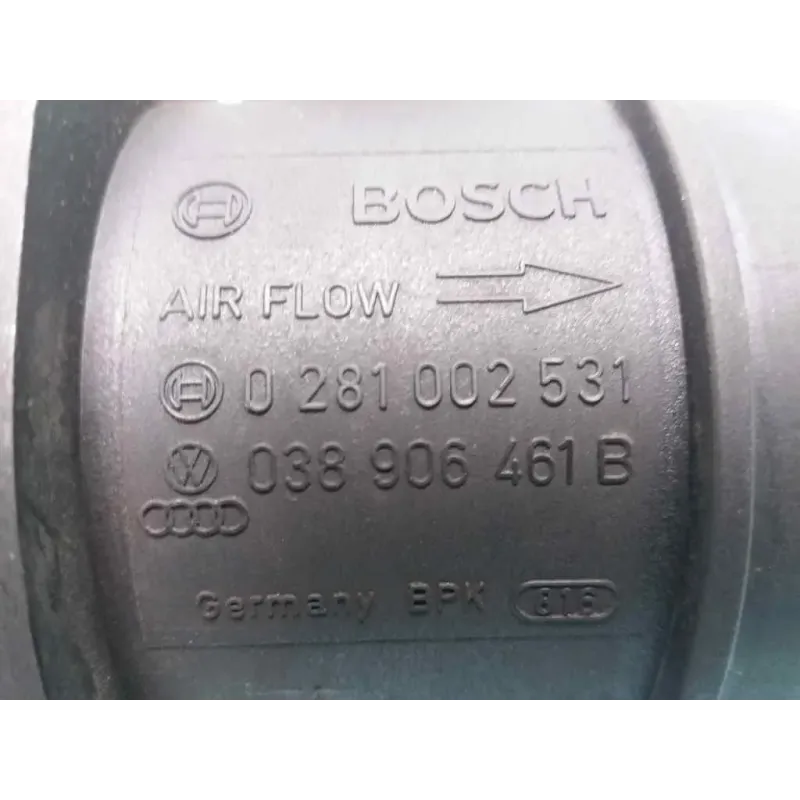 BOSCH
AIR FLOW
0 281 002 531
038 906 461 B
Germany BPK 816